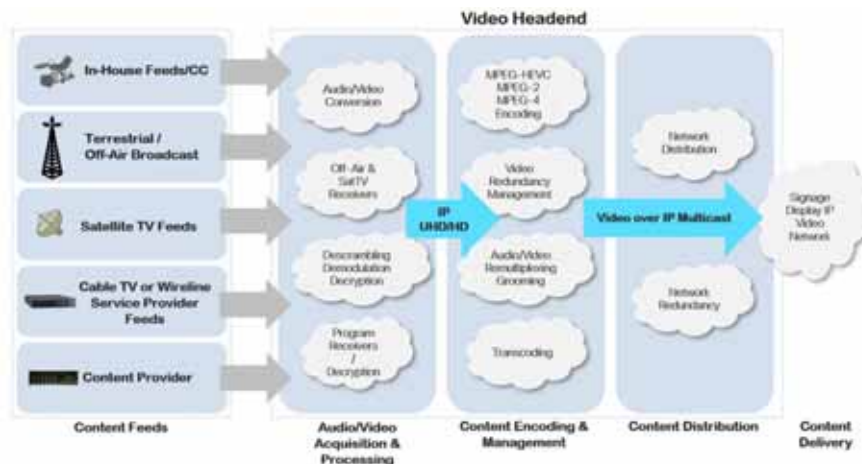 Video Headend
In-House Feeds/CC
Terrestrial /
Off-Air Broadcast
Satellite TV Feeds
Cable TV or Wireline
Service Provider
Feeds
Content Provider
Content Feeds
Audio/Video
Conversion
Off-Air &
SatTV
Receivers
Descrambling
Demodulation
Decryption
Program
Receivers
/
Decryption
Audio/Video
Acquisition &
Processing
IP
UHD/HD
MPEG-HEVC
MPEG-2
MPEG-4
Encoding
Video
Redundancy
Management
Audio/Video
Remultiplexing
Grooming
Transcoding
Content Encoding &
Management
Video over IP Multicast
Network
Distribution
Network
Redundancy
Content Distribution
Signage
Display IP
Video
Network
Content
Delivery